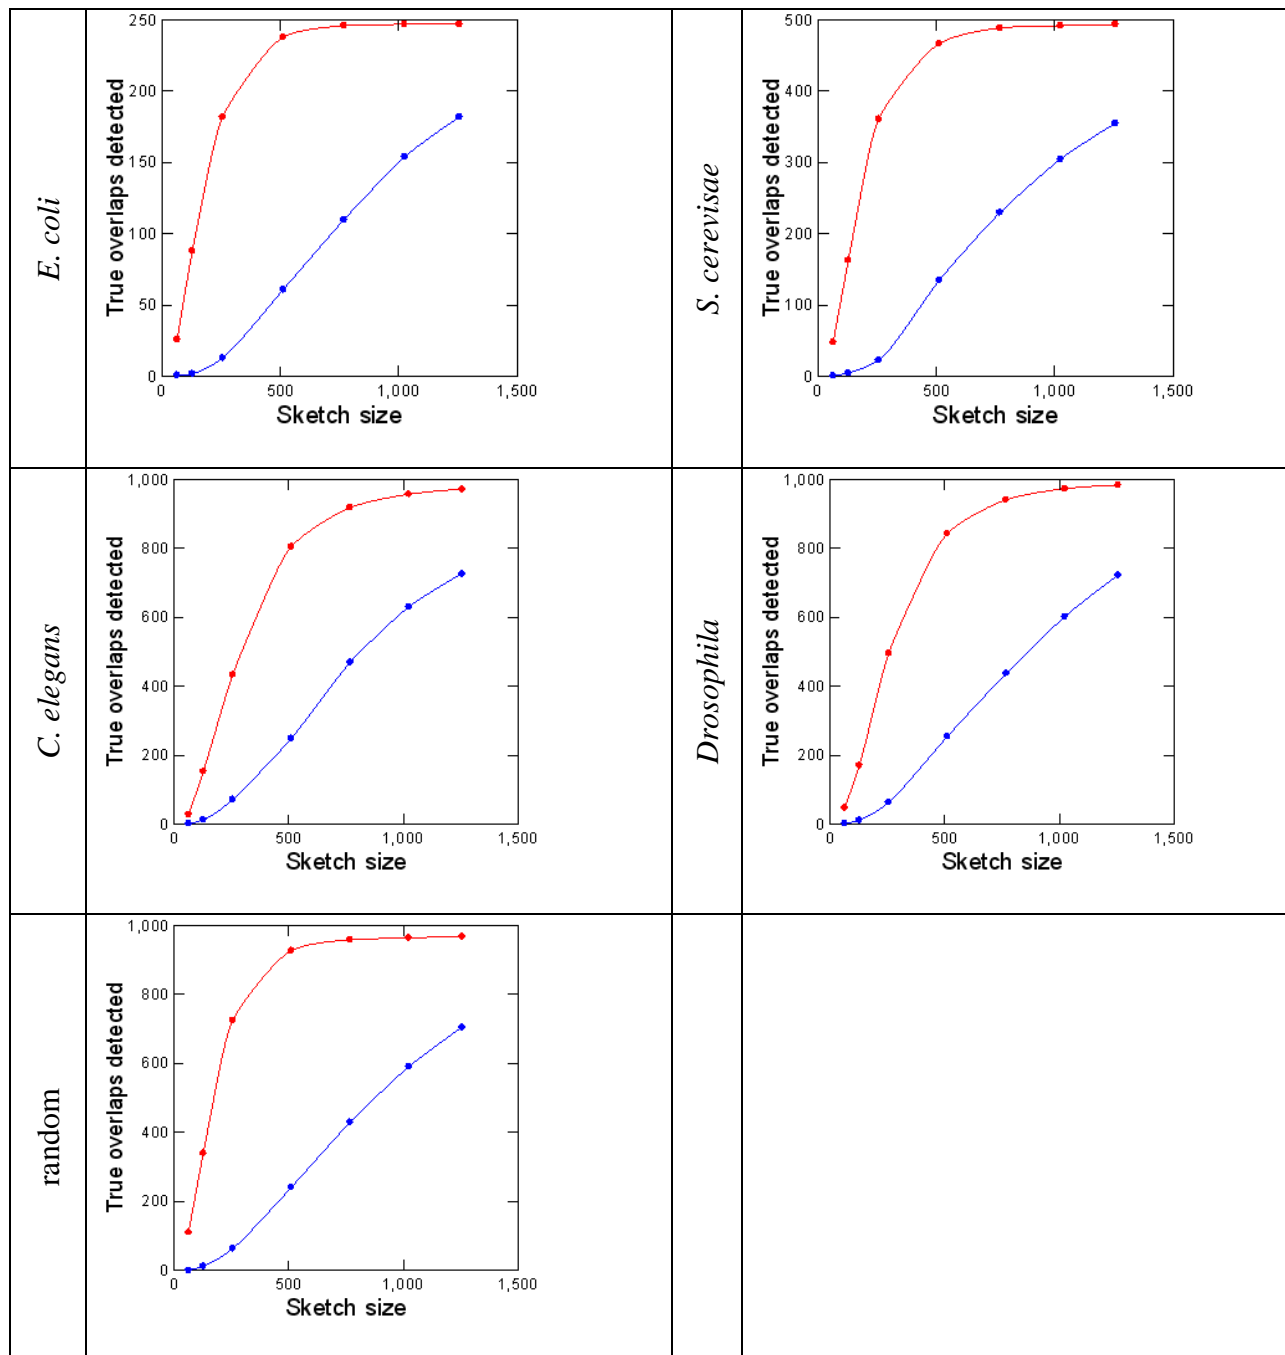 E. coli
True overlaps detected
250
200
150
100
50
0
0 500 1,000 1,500
Sketch size
S. cerevisae
True overlaps detected
500
400
300
200
100
0
0 500 1,000 1,500
Sketch size
C. elegans
True overlaps detected
1,000
800
600
400
200
0
0 500 1,000 1,500
Sketch size
Drosophila
True overlaps detected
1,000
800
600
400
200
0
0 500 1,000 1,500
Sketch size
random
True overlaps detected
1,000
800
600
400
200
0
0 500 1,000 1,500
Sketch size